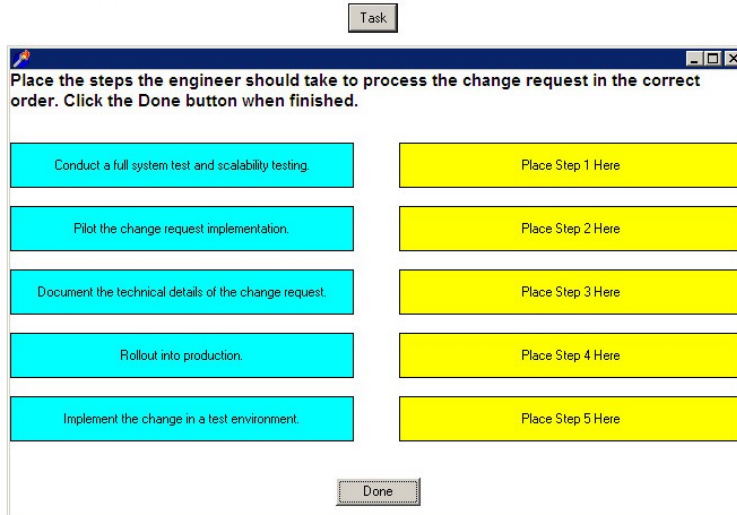 Task
Place the steps the engineer should take to process the change request in the correct
order. Click the Done button when finished.
Conduct a full system test and scalability testing.
Place Step 1 Here
Pilot the change request implementation.
Place Step 2 Here
Document the technical details of the change request.
Place Step 3 Here
Rollout into production.
Place Step 4 Here
Implement the change in a test environment.
Place Step 5 Here
Done